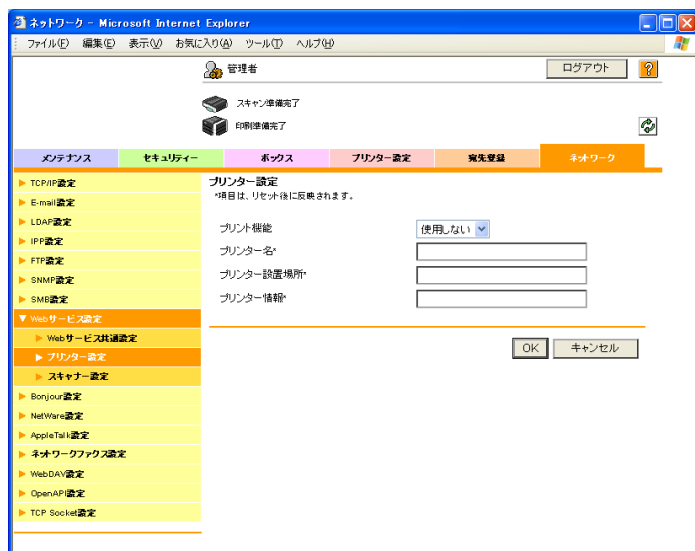 ネットワーク - Microsoft Internet Explorer
ファイル(F) 編集(E) 表示(V) お気に入り(A) ツール(T) ヘルプ(H)
管理者
ログアウト
?
スキャン準備完了
印刷準備完了
メンテナンス セキュリティー ボックス プリンター設定 宛先登録 ネットワーク
TCP/IP設定
E-mail設定
LDAP設定
IPP設定
FTP設定
SNMP設定
SMB設定
Webサービス設定
Webサービス共通設定
プリンター設定
スキャナー設定
Bonjour設定
NetWare設定
AppleTalk設定
ネットワークファクス設定
WebDAV設定
OpenAPI設定
TCP Socket設定
プリンター設定
*項目は、リセット後に反映されます。
プリント機能 使用しない
プリンター名*
プリンター設置場所*
プリンター情報*
OK キャンセル